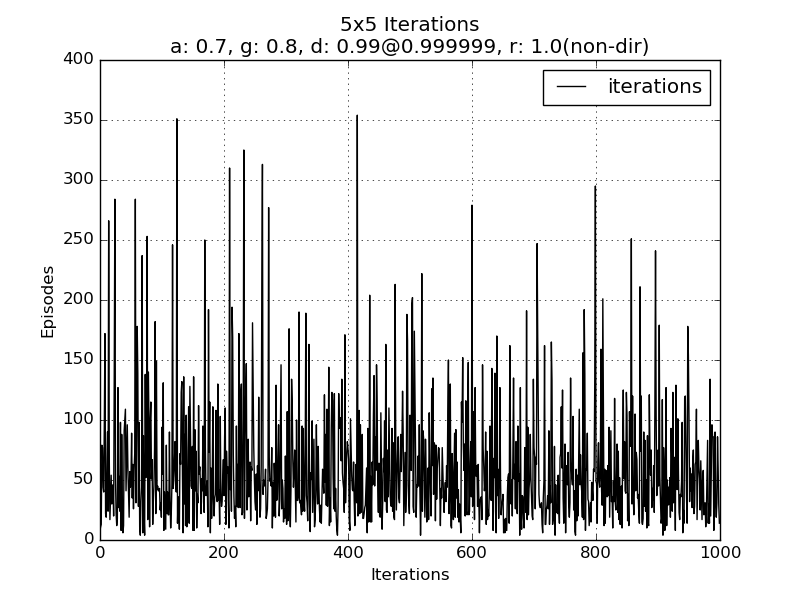 5x5 Iterations
a: 0.7, g: 0.8, d: 0.99@0.999999, r: 1.0(non-dir)
400
350
300
250
200
150
100
50
0
Episodes
iterations
0 200 400 600 800 1000
Iterations